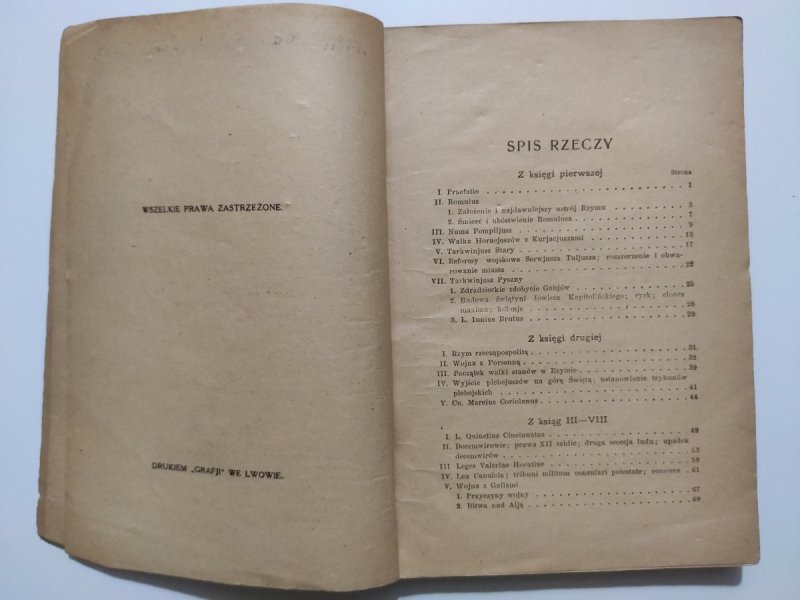 WSZELKIE PRAWA ZASTRZEŻONE.
DRUKIEM „GRAFJI” WE LWOWIE.
SPIS RZECZY
Z księgi pierwszej Strona
I. Praefatio 1
II. Romulus
1. Założenie i najdawniejszy ustrój Rzymu 3
2. Śmierć i ubóstwienie Romulusa 7
III. Numa Pompiljusz 9
IV. Walka Horacjuszów z Kurjacjuszami 13
V. Tarkwinjusz Stary 17
VI. Reformy wojskowe Serwjusza Tuljusza; rozszerzenie i obwa-
rowanie miasta 22
VII. Tarkwinjusz Pyszny
1. Zdradzieckie zdobycie Gabjów 25
2. Budowa świątyni Jowisza Kapitolińskiego; cyrk; cloaca
maxima; kolonje 28
3. L. Iunius Brutus 29
Z księgi drugiej
I. Rzym rzecząpospolitą 31
II. Wojna z Porsenną 32
III. Początek walki stanów w Rzymie 39
IV. Wyjście plebejuszów na górę Świętą; ustanowienie trybunów
plebejskich 41
V. Cn. Marcius Coriolanus 44
Z ksiąg III—VIII
I. L. Quinctius Cincinnatus 49
II. Decemwirowie; prawa XII tablic; druga secesja ludu; upadek
decemwirów 53
III Leges Valeriae Horatiae 59
IV. Lex Canuleia; tribuni militum consulari potestate; censores 61
V. Wojna z Gallami
1. Przyczyny wojny 67
2. Bitwa nad Alją 69